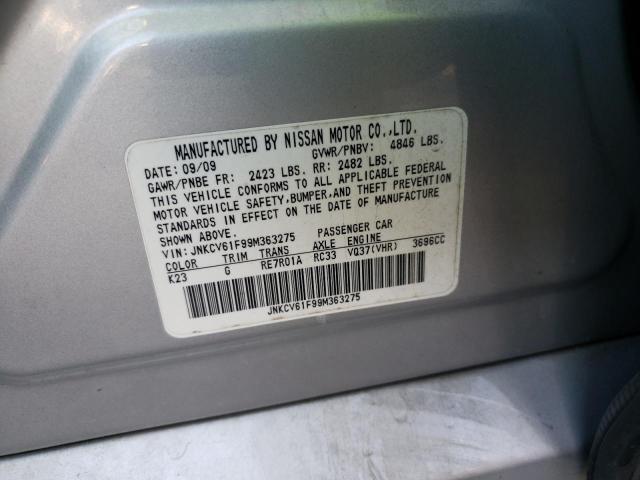 MANUFACTURED BY NISSAN MOTOR CO.,LTD.
DATE: 09/09 GVWR/PNBV: 4846 LBS.
GAWR/PNBE FR: 2423 LBS. RR: 2482 LBS.
THIS VEHICLE CONFORMS TO ALL APPLICABLE FEDERAL
MOTOR VEHICLE SAFETY, BUMPER, AND THEFT PREVENTION
STANDARDS IN EFFECT ON THE DATE OF MANUFACTURE
SHOWN ABOVE.
VIN: JNKCV61F99M363275 PASSENGER CAR
COLOR TRIM TRANS AXLE ENGINE
K23 G RE7R01A RC33 VQ37(VHR) 3696CC
JNKCV61F99M363275